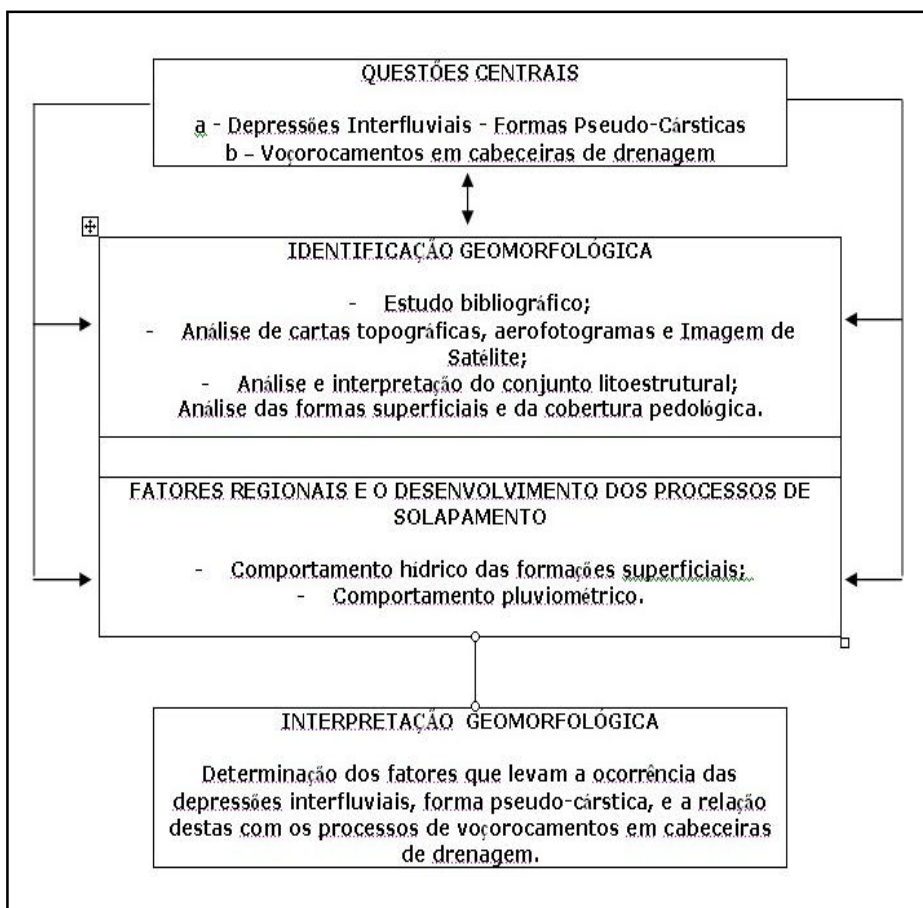 QUESTÕES CENTRAIS
a - Depressões Interfluviais - Formas Pseudo-Cársticas
b – Voçorocamentos em cabeceiras de drenagem
IDENTIFICAÇÃO GEOMORFOLÓGICA
- Estudo bibliográfico;
- Análise de cartas topográficas, aerofotogramas e Imagem de
Satélite;
- Análise e interpretação do conjunto litoestrutural;
Análise das formas superficiais e da cobertura pedológica.
FATORES REGIONAIS E O DESENVOLVIMENTO DOS PROCESSOS DE
SOLAPAMENTO
- Comportamento hídrico das formações superficiais;
- Comportamento pluviométrico.
INTERPRETAÇÃO GEOMORFOLÓGICA
Determinação dos fatores que levam a ocorrência das
depressões interfluviais, forma pseudo-cárstica, e a relação
destas com os processos de voçorocamentos em cabeceiras
de drenagem.